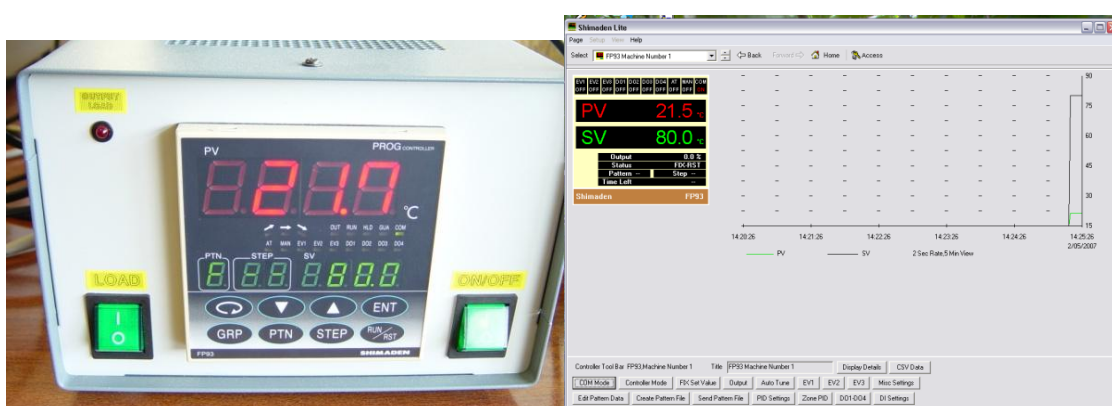 OUTPUT
LOAD
PV
PROG CONTROLLER
21.7
℃
OUT RUN HLD GUA COM
AT MAN EV1 EV2 EV3 DO1 DO2 DO3 DO4
PTN STEP SV
F 80.0
LOAD
ON/OFF
I
O
ENT
GRP PTN STEP RUN/RST
FP93
SHIMADEN
Shimaden Lite
Page Setup View Help
Select FP93 Machine Number 1 Back Forward Home Access
EV1 EV2 EV3 DO1 DO2 DO3 DO4 AT MAN COM
OFF OFF OFF OFF OFF OFF OFF OFF OFF
PV 21.5 ℃
SV 80.0 ℃
Output 0.0 %
Status FIX-RST
Pattern -- Step --
Time Left --
Shimaden FP93
90
75
60
45
30
15
14:20:26 14:21:26 14:22:26 14:23:26 14:24:26 14:25:26
2/05/2007
PV SV 2 Sec Rate,5 Min View
Controller Tool Bar FP93,Machine Number 1 Title FP93 Machine Number 1 Display Details CSV Data
COM Mode Controller Mode FIX Set Value Output Auto Tune EV1 EV2 EV3 Misc Settings
Edit Pattern Data Create Pattern File Send Pattern File PID Settings Zone PID DO1-DO4 DI Settings